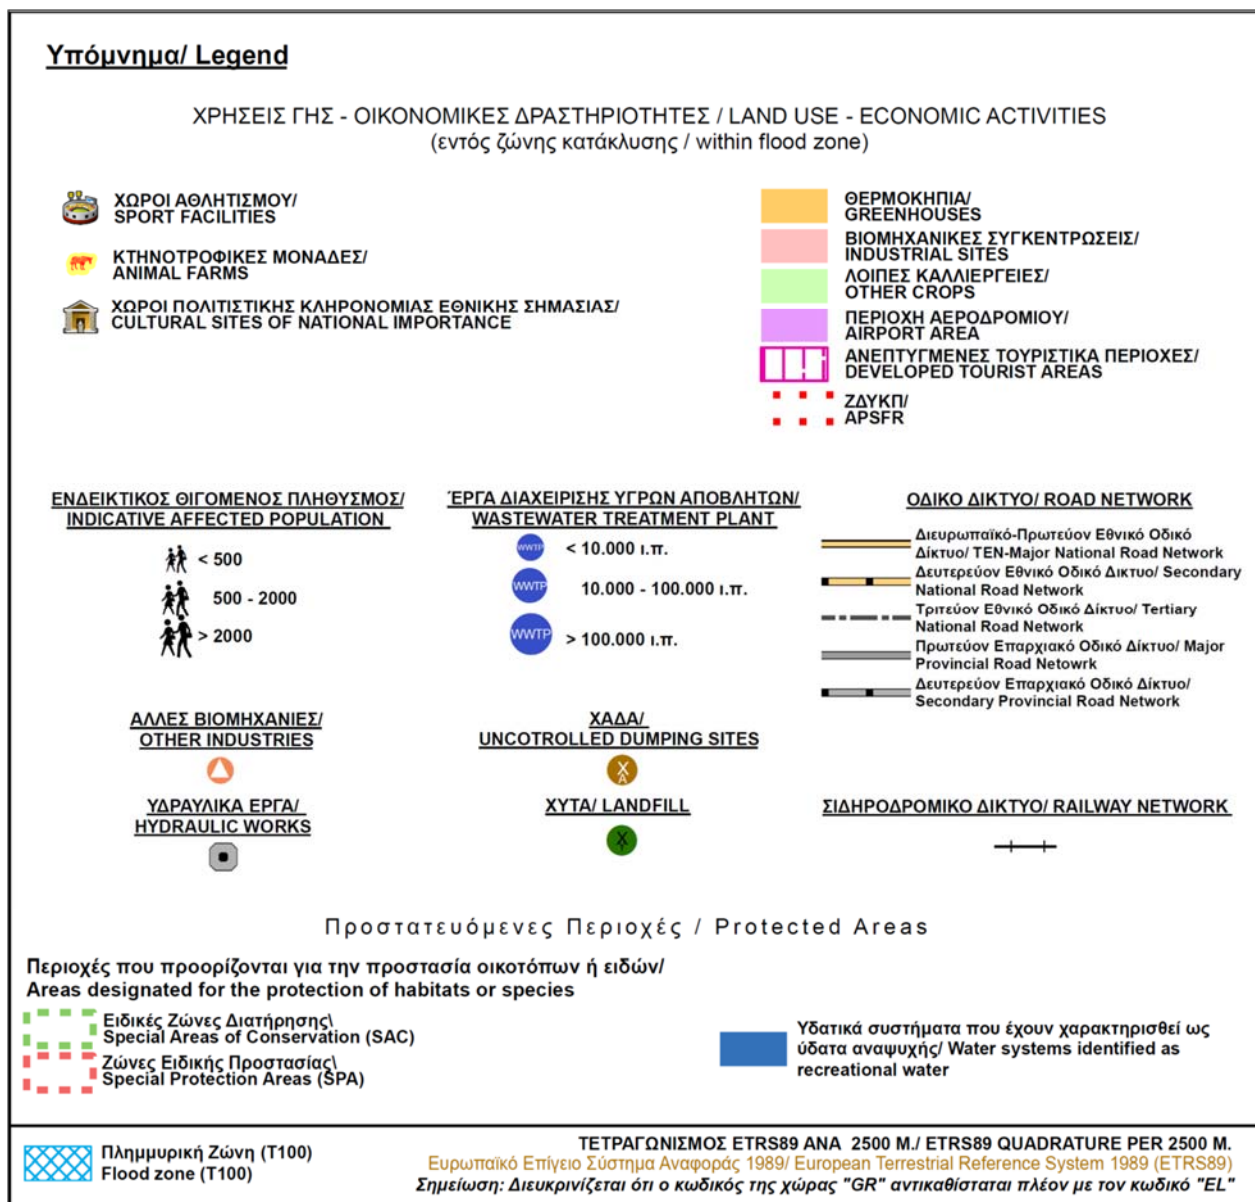 Υπόμνημα/ Legend
ΧΡΗΣΕΙΣ ΓΗΣ - ΟΙΚΟΝΟΜΙΚΕΣ ΔΡΑΣΤΗΡΙΟΤΗΤΕΣ / LAND USE - ECONOMIC ACTIVITIES
(εντός ζώνης κατάκλυσης / within flood zone)
ΧΩΡΟΙ ΑΘΛΗΤΙΣΜΟΥ/
SPORT FACILITIES
ΚΤΗΝΟΤΡΟΦΙΚΕΣ ΜΟΝΑΔΕΣ/
ANIMAL FARMS
ΧΩΡΟΙ ΠΟΛΙΤΙΣΤΙΚΗΣ ΚΛΗΡΟΝΟΜΙΑΣ ΕΘΝΙΚΗΣ ΣΗΜΑΣΙΑΣ/
CULTURAL SITES OF NATIONAL IMPORTANCE
ΘΕΡΜΟΚΗΠΙΑ/
GREENHOUSES
ΒΙΟΜΗΧΑΝΙΚΕΣ ΣΥΓΚΕΝΤΡΩΣΕΙΣ/
INDUSTRIAL SITES
ΛΟΙΠΕΣ ΚΑΛΛΙΕΡΓΕΙΕΣ/
OTHER CROPS
ΠΕΡΙΟΧΗ ΑΕΡΟΔΡΟΜΙΟΥ/
AIRPORT AREA
ΑΝΕΠΤΥΓΜΕΝΕΣ ΤΟΥΡΙΣΤΙΚΑ ΠΕΡΙΟΧΕΣ/
DEVELOPED TOURIST AREAS
ΖΔΥΚΠ/
APSFR
ΕΝΔΕΙΚΤΙΚΟΣ ΘΙΓΟΜΕΝΟΣ ΠΛΗΘΥΣΜΟΣ/
INDICATIVE AFFECTED POPULATION
< 500
500 - 2000
> 2000
ΈΡΓΑ ΔΙΑΧΕΙΡΙΣΗΣ ΥΓΡΩΝ ΑΠΟΒΛΗΤΩΝ/
WASTEWATER TREATMENT PLANT
WWTP < 10.000 ι.π.
WWTP 10.000 - 100.000 ι.π.
WWTP > 100.000 ι.π.
ΟΔΙΚΟ ΔΙΚΤΥΟ/ ROAD NETWORK
Διευρωπαϊκό-Πρωτεύον Εθνικό Οδικό
Δίκτυο/ TEN-Major National Road Network
Δευτερεύον Εθνικό Οδικό Δικτυο/ Secondary
National Road Network
Τριτεύον Εθνικό Οδικό Δίκτυο/ Tertiary
National Road Network
Πρωτεύον Επαρχιακό Οδικό Δίκτυο/ Major
Provincial Road Netowrk
Δευτερεύον Επαρχιακό Οδικό Δίκτυο/
Secondary Provincial Road Network
ΑΛΛΕΣ ΒΙΟΜΗΧΑΝΙΕΣ/
OTHER INDUSTRIES
ΧΑΔΑ/
UNCOTROLLED DUMPING SITES
ΧΑ
ΥΔΡΑΥΛΙΚΑ ΕΡΓΑ/
HYDRAULIC WORKS
ΧΥΤΑ/ LANDFILL
ΧΥ
ΣΙΔΗΡΟΔΡΟΜΙΚΟ ΔΙΚΤΥΟ/ RAILWAY NETWORK
Προστατευόμενες Περιοχές / Protected Areas
Περιοχές που προορίζονται για την προστασία οικοτόπων ή ειδών/
Areas designated for the protection of habitats or species
Ειδικές Ζώνες Διατήρησης\
Special Areas of Conservation (SAC)
Ζώνες Ειδικής Προστασίας\
Special Protection Areas (SPA)
Υδατικά συστήματα που έχουν χαρακτηρισθεί ως
ύδατα αναψυχής/ Water systems identified as
recreational water
Πλημμυρική Ζώνη (T100)
Flood zone (T100)
ΤΕΤΡΑΓΩΝΙΣΜΟΣ ETRS89 ΑΝΑ 2500 Μ./ ETRS89 QUADRATURE PER 2500 M.
Ευρωπαϊκό Επίγειο Σύστημα Αναφοράς 1989/ European Terrestrial Reference System 1989 (ETRS89)
Σημείωση: Διευκρινίζεται ότι ο κωδικός της χώρας "GR" αντικαθίσταται πλέον με τον κωδικό "EL"